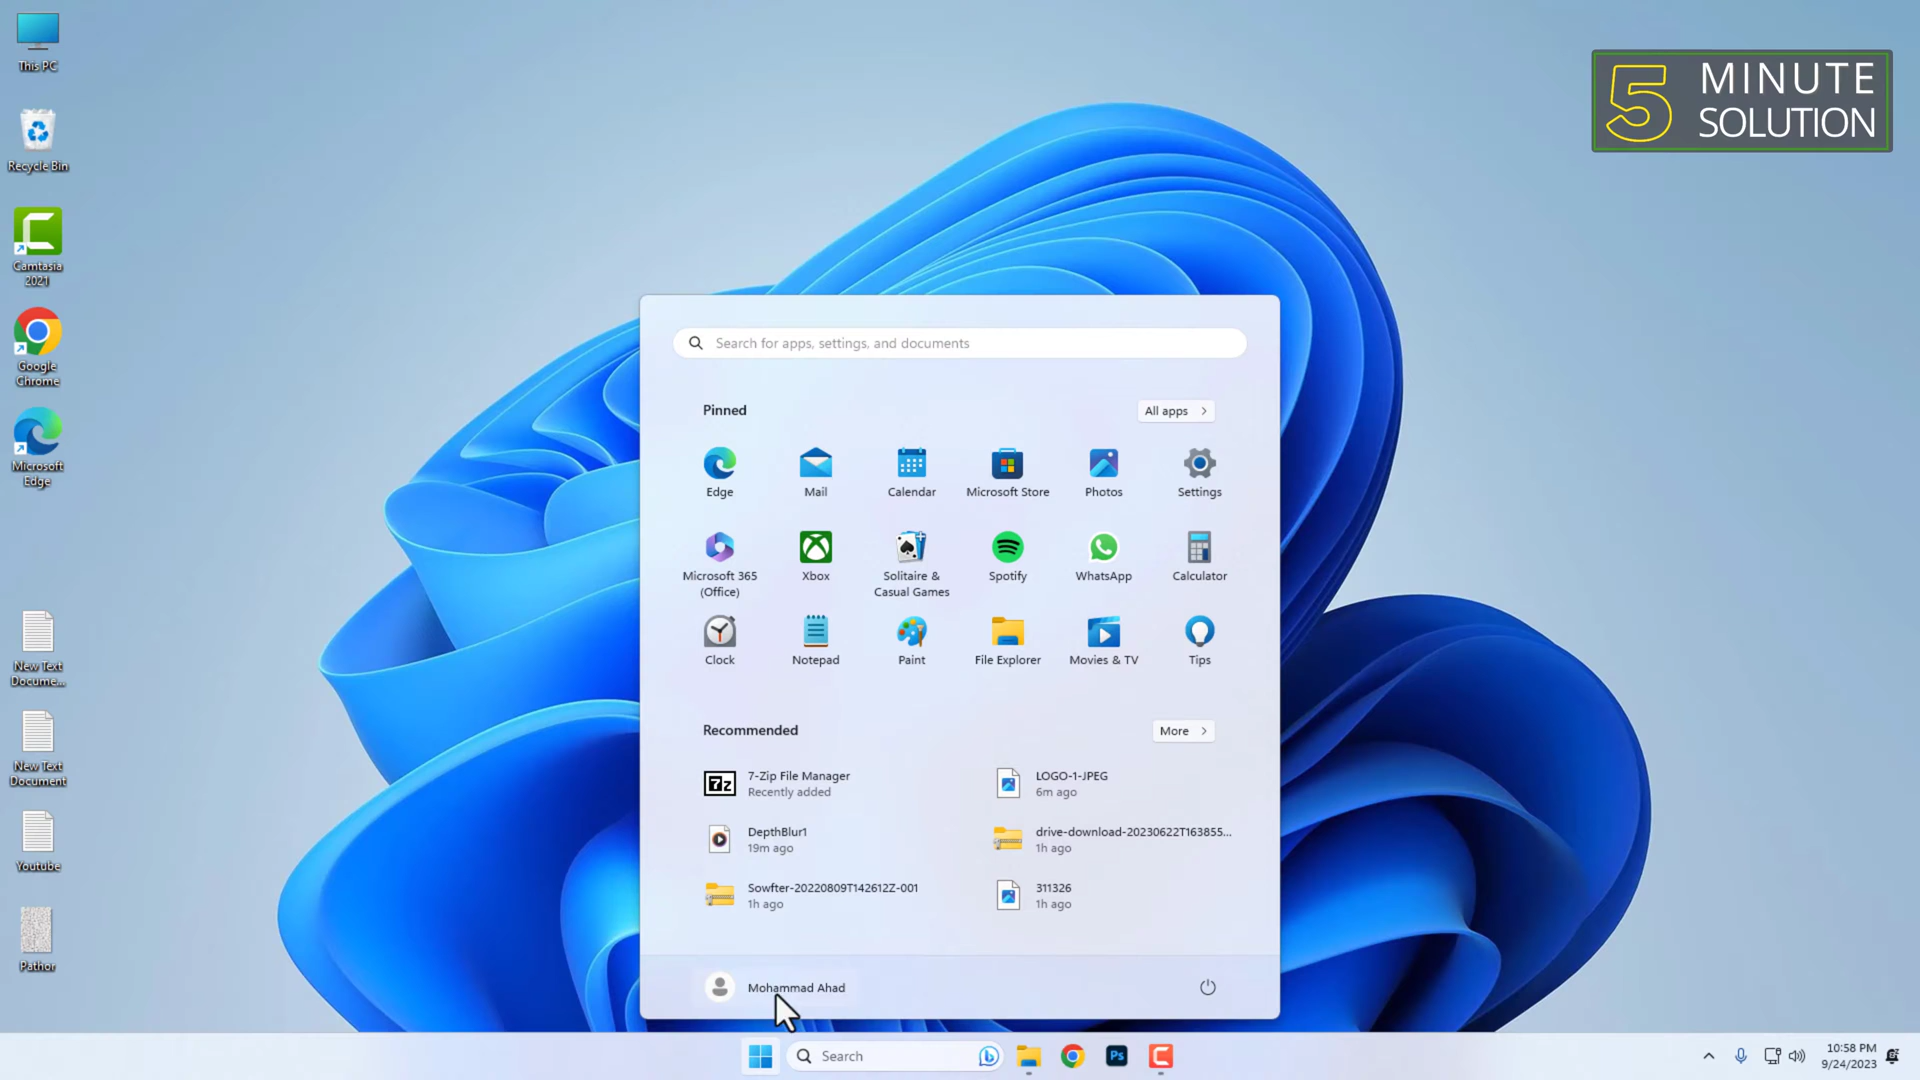 This PC
Recycle Bin
Camtasia
2021
Google
Chrome
Microsoft
Edge
New Text
Docume...
New Text
Document
Youtube
Pathor
5 MINUTE
SOLUTION
Search for apps, settings, and documents
Pinned
All apps
Edge
Mail
Calendar
Microsoft Store
Photos
Settings
Microsoft 365
(Office)
Xbox
Solitaire &
Casual Games
Spotify
WhatsApp
Calculator
Clock
Notepad
Paint
File Explorer
Movies & TV
Tips
Recommended
More
7z
7-Zip File Manager
Recently added
LOGO-1-JPEG
6m ago
DepthBlur1
19m ago
drive-download-20230622T163855...
1h ago
Sowfter-20220809T142612Z-001
1h ago
311326
1h ago
Mohammad Ahad
Search
b
Ps
10:58 PM
9/24/2023